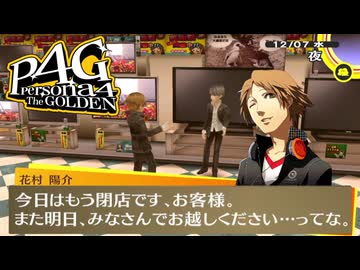 12/07 水
夜
P4G
Persona4
The GOLDEN
花村 陽介
今日はもう閉店です、お客様。
また明日、みなさんでお越しください…ってな。